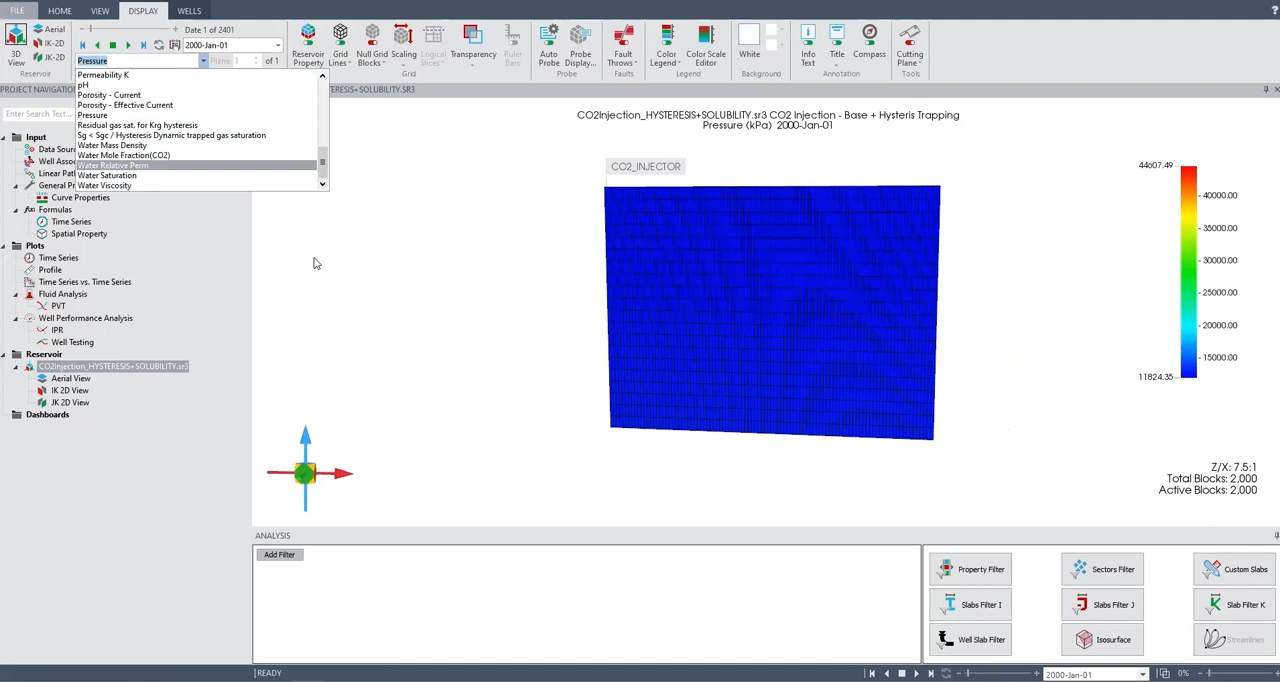 FILE HOME VIEW DISPLAY WELLS
Aerial Date 1 of 2401
IK-2D 2000-Jan-01
JK-2D Pressure Plane 1 of 1
3D View
Reservoir
Reservoir Property
Grid Lines
Null Grid Blocks
Scaling
Logical Slices
Transparency
Ruler Bars
Grid
Auto Probe
Probe Display...
Probe
Fault Throws
Faults
Color Legend
Color Scale Editor
Legend
White
Background
Info Text
Title
Compass
Annotation
Cutting Plane
Tools
Permeability K
pH
Porosity - Current
Porosity - Effective Current
Pressure
Residual gas sat. for Krg hysteresis
Sg < Sgc / Hysteresis Dynamic trapped gas saturation
Water Mass Density
Water Mole Fraction(CO2)
Water Relative Perm
Water Saturation
Water Viscosity
PROJECT NAVIGATIO
ERESIS+SOLUBILITY.SR3
Enter Search Text...
Input
Data Sourc
Well Asso
Linear Pat
General Pr
Curve Properties
Formulas
Time Series
Spatial Property
Plots
Time Series
Profile
Time Series vs. Time Series
Fluid Analysis
PVT
Well Performance Analysis
IPR
Well Testing
Reservoir
CO2Injection_HYSTERESIS+SOLUBILITY.sr3
Aerial View
IK 2D View
JK 2D View
Dashboards
CO2Injection_HYSTERESIS+SOLUBILITY.sr3 CO2 Injection - Base + Hysteris Trapping
Pressure (kPa) 2000-Jan-01
CO2_INJECTOR
44607.49
40000.00
35000.00
30000.00
25000.00
20000.00
15000.00
11824.35
Z/X: 7.5:1
Total Blocks: 2,000
Active Blocks: 2,000
ANALYSIS
Add Filter
Property Filter Sectors Filter Custom Slabs
Slabs Filter I Slabs Filter J Slab Filter K
Well Slab Filter Isosurface Streamlines
READY 2000-Jan-01 0%